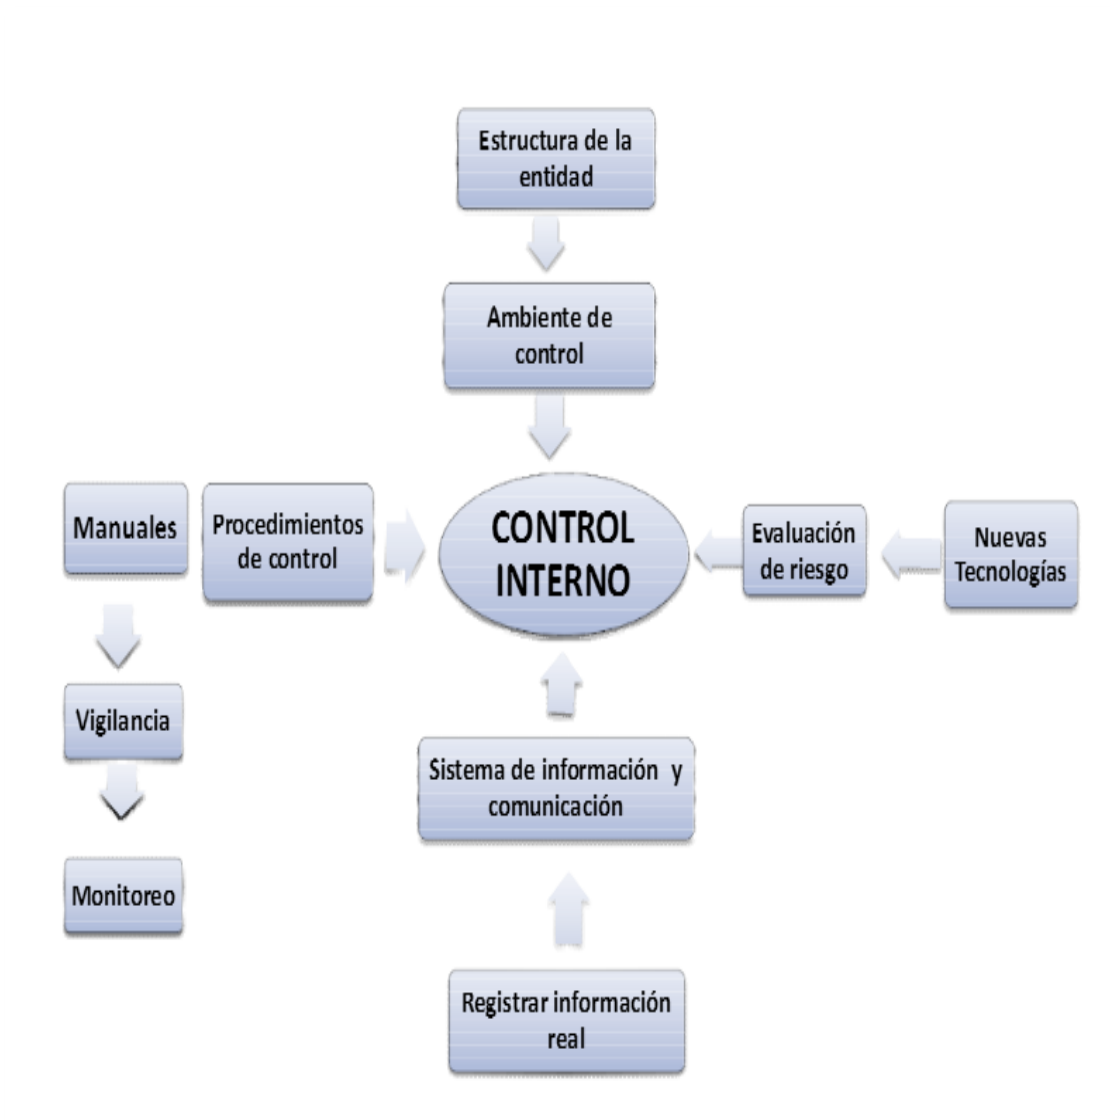 Estructura de la
entidad
Ambiente de
control
Manuales
Procedimientos
de control
CONTROL
INTERNO
Evaluación
de riesgo
Nuevas
Tecnologías
Vigilancia
Sistema de información y
comunicación
Monitoreo
Registrar información
real